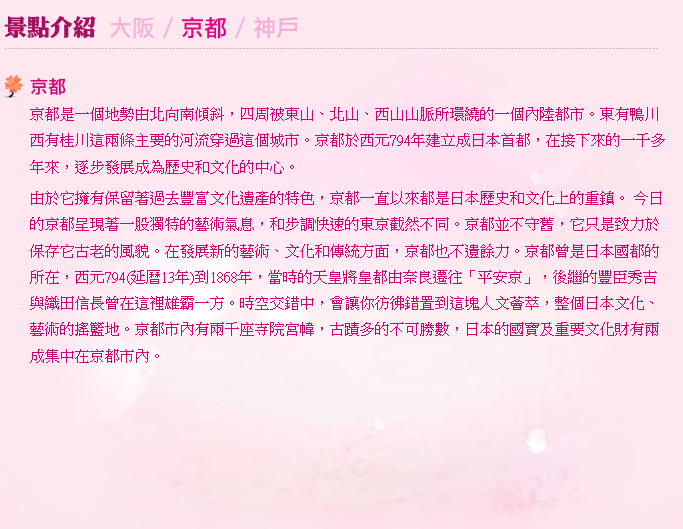 景點介紹 大阪 / 京都 / 神戶
京都
京都是一個地勢由北向南傾斜，四周被東山、北山、西山山脈所環繞的一個內陸都市。東有鴨川
西有桂川這兩條主要的河流穿過這個城市。京都於西元794年建立成日本首都，在接下來的一千多
年來，逐步發展成為歷史和文化的中心。
由於它擁有保留著過去豐富文化遺產的特色，京都一直以來都是日本歷史和文化上的重鎮。 今日
的京都呈現著一股獨特的藝術氣息，和步調快速的東京截然不同。京都並不守舊，它只是致力於
保存它古老的風貌。在發展新的藝術、文化和傳統方面，京都也不遺餘力。京都曾是日本國都的
所在，西元794(延曆13年)到1868年，當時的天皇將皇都由奈良遷往「平安京」，後繼的豐臣秀吉
與織田信長曾在這裡雄霸一方。時空交錯中，會讓你彷彿錯置到這塊人文薈萃，整個日本文化、
藝術的搖籃地。京都市內有兩千座寺院宮幃，古蹟多的不可勝數，日本的國寶及重要文化財有兩
成集中在京都市內。